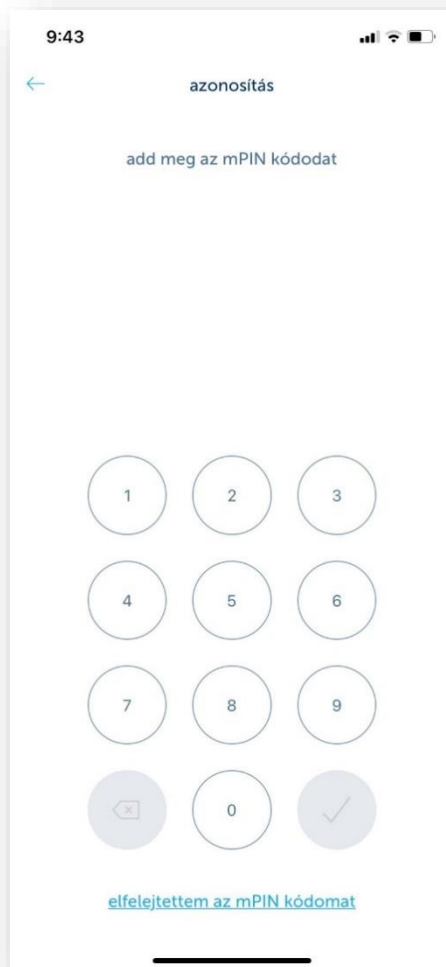 9:43
azonosítás
add meg az mPIN kódodat
1 2 3
4 5 6
7 8 9
0
elfelejtettem az mPIN kódomat